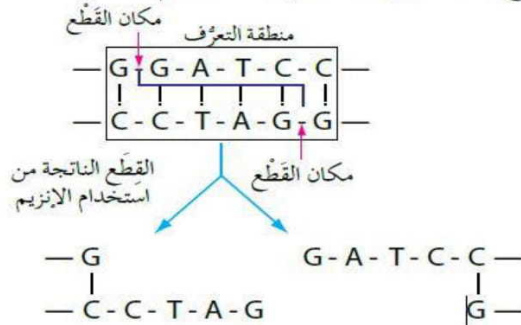 مكان القَطْع
منطقة التعرُّف
— G - G - A - T - C - C —
— C - C - T - A - G - G —
القِطَع الناتجة من
استخدام الإنزيم
مكان القَطْع
— G
G - A - T - C - C —
— C - C - T - A - G
G —